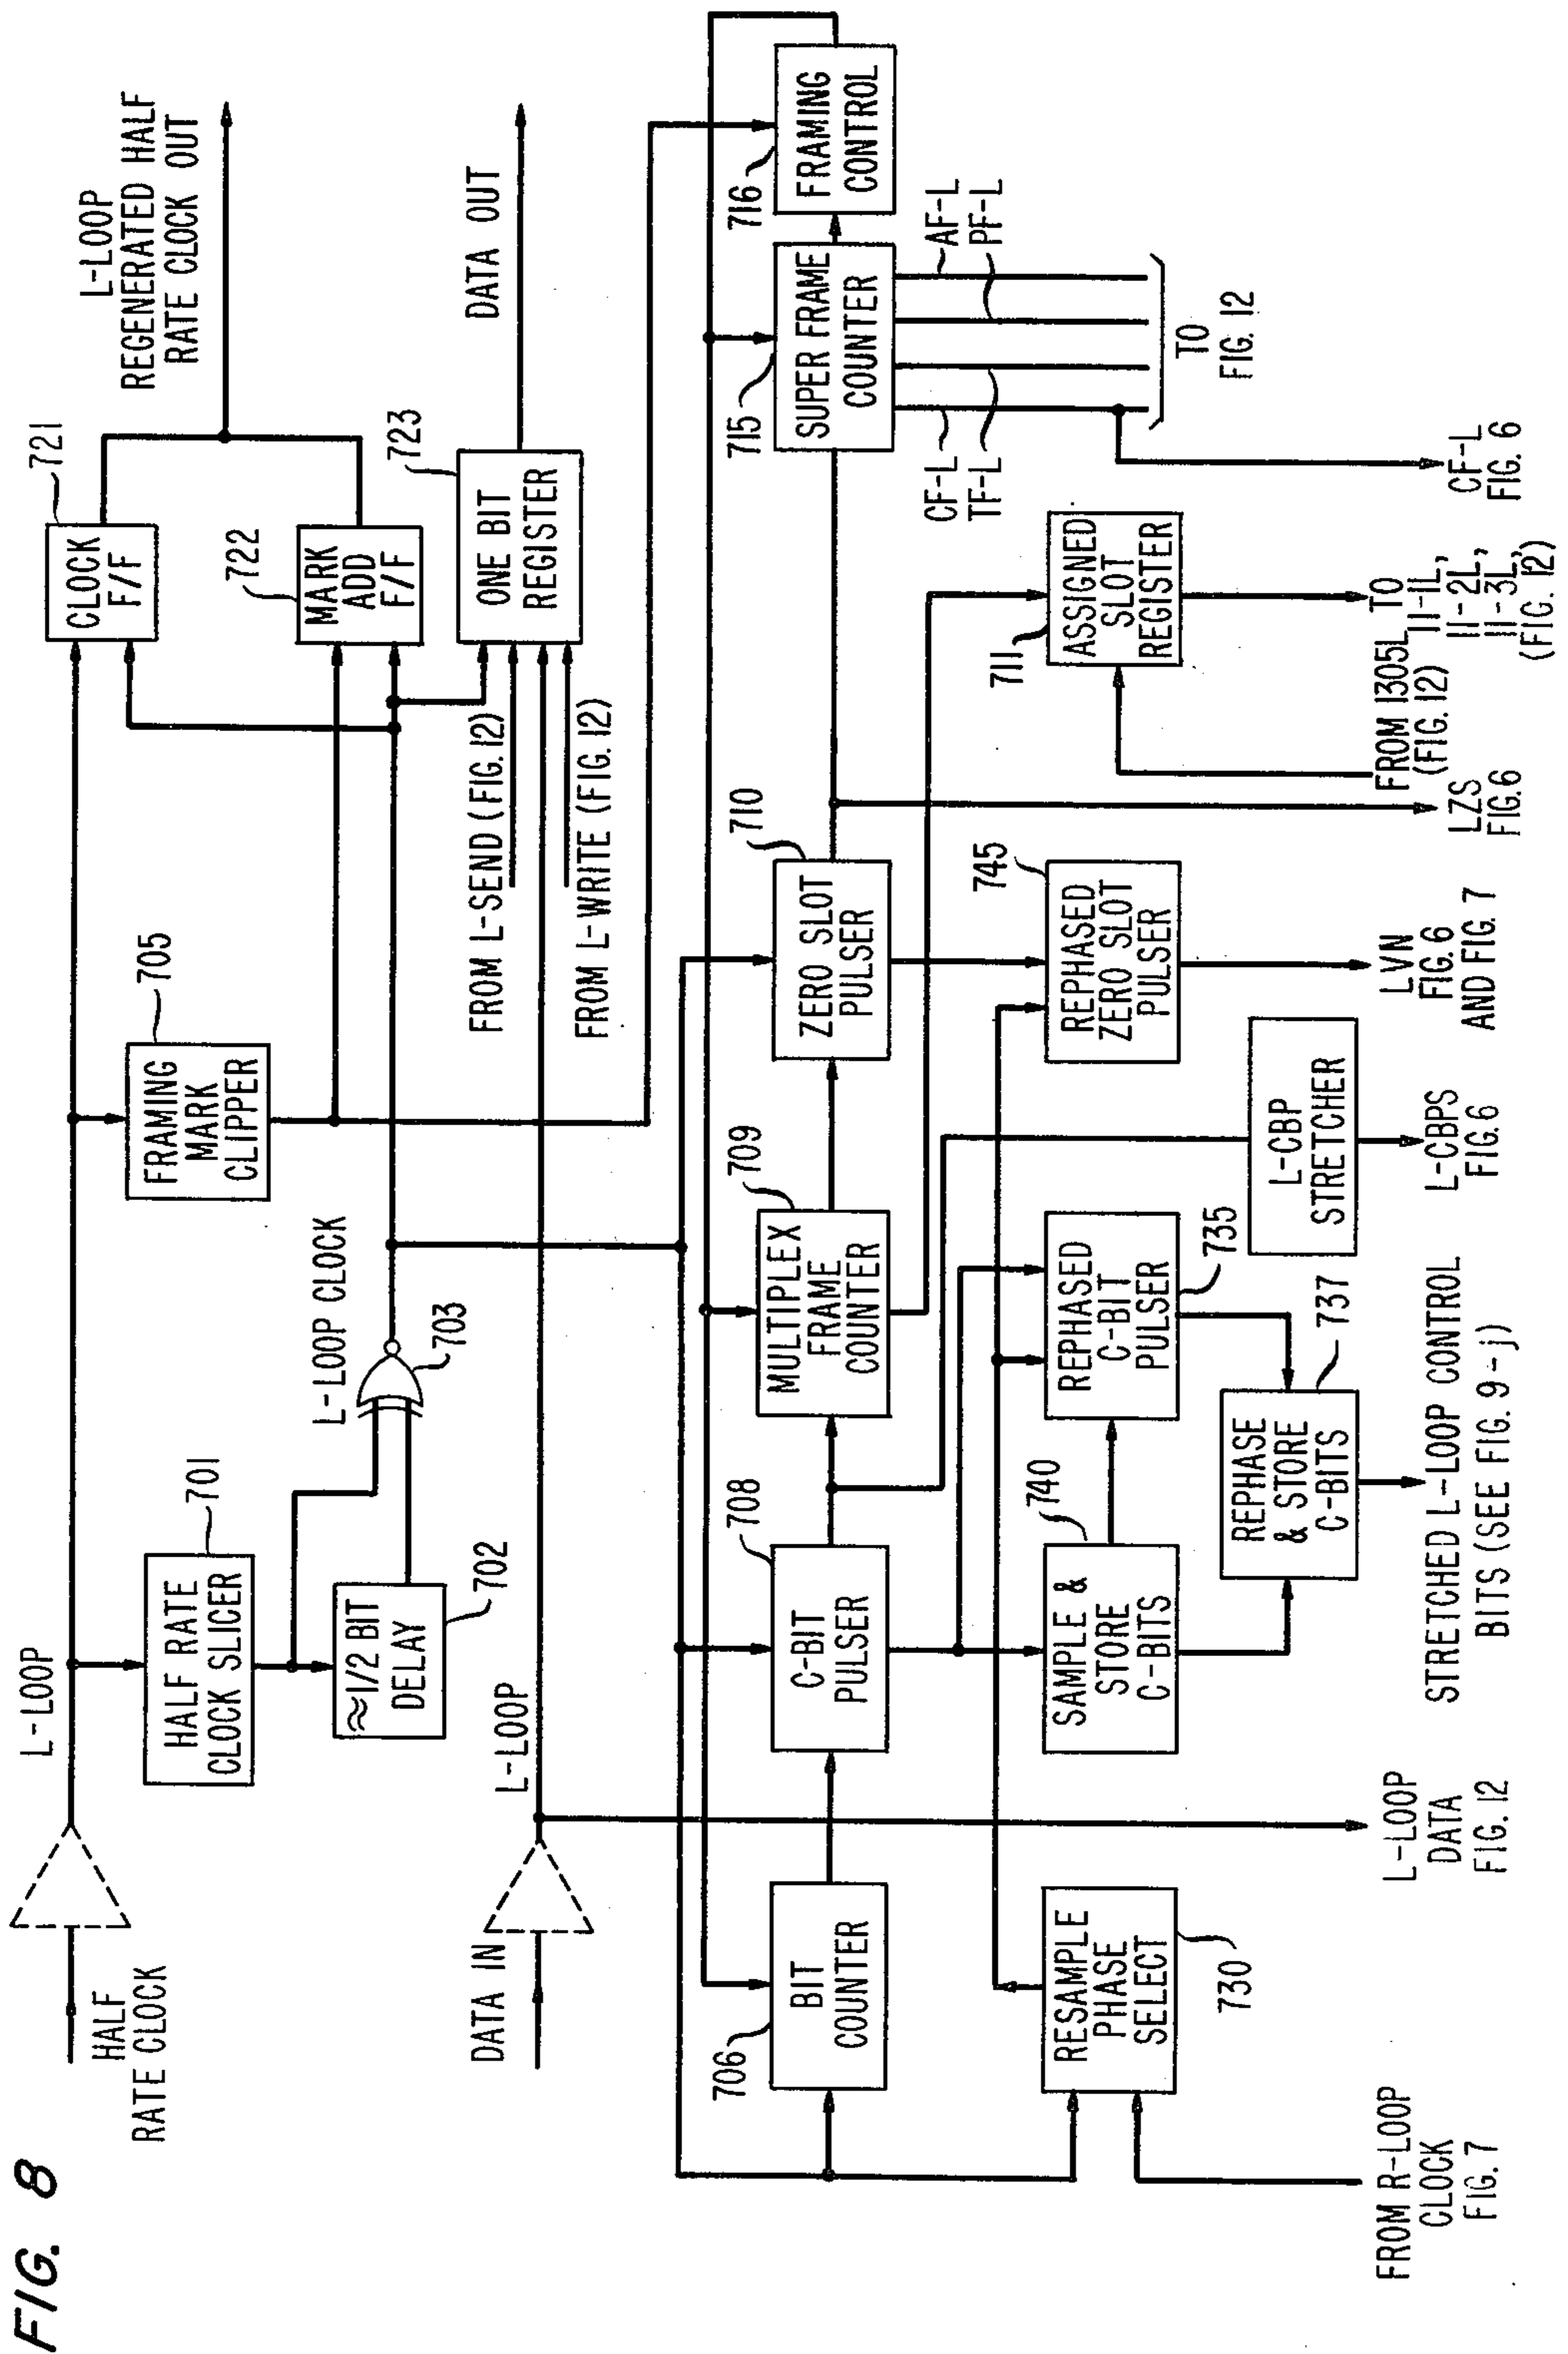 FIG. 8
HALF
RATE CLOCK
L-LOOP
HALF RATE
CLOCK SLICER
701
≈1/2 BIT
DELAY
702
L-LOOP CLOCK
703
FRAMING
MARK
CLIPPER
705
CLOCK
F/F
721
MARK
ADD
F/F
722
L-LOOP
REGENERATED HALF
RATE CLOCK OUT
DATA IN
L-LOOP
FROM L-SEND (FIG. 12)
FROM L-WRITE (FIG. 12)
ONE BIT
REGISTER
723
DATA OUT
BIT
COUNTER
706
C-BIT
PULSER
708
MULTIPLEX
FRAME
COUNTER
709
ZERO SLOT
PULSER
710
SUPER FRAME
COUNTER
715
FRAMING
CONTROL
716
CF-L
TF-L
AF-L
PF-L
TO
FIG. 12
RESAMPLE
PHASE
SELECT
730
SAMPLE &
STORE
C-BITS
740
REPHASED
C-BIT
PULSER
735
REPHASE
& STORE
C-BITS
737
L-CBP
STRETCHER
REPHASED
ZERO SLOT
PULSER
745
ASSIGNED
SLOT
REGISTER
711
FROM R-LOOP
CLOCK
FIG. 7
L-LOOP
DATA
FIG. 12
STRETCHED L-LOOP CONTROL
BITS (SEE FIG. 9-j)
L-CBPS
FIG. 6
LVN
FIG. 6
AND FIG. 7
LZS
FIG. 6
FROM 1305L
(FIG. 12)
TO
11-1L,
11-2L,
11-3L,
(FIG. 12)
CF-L
FIG. 6